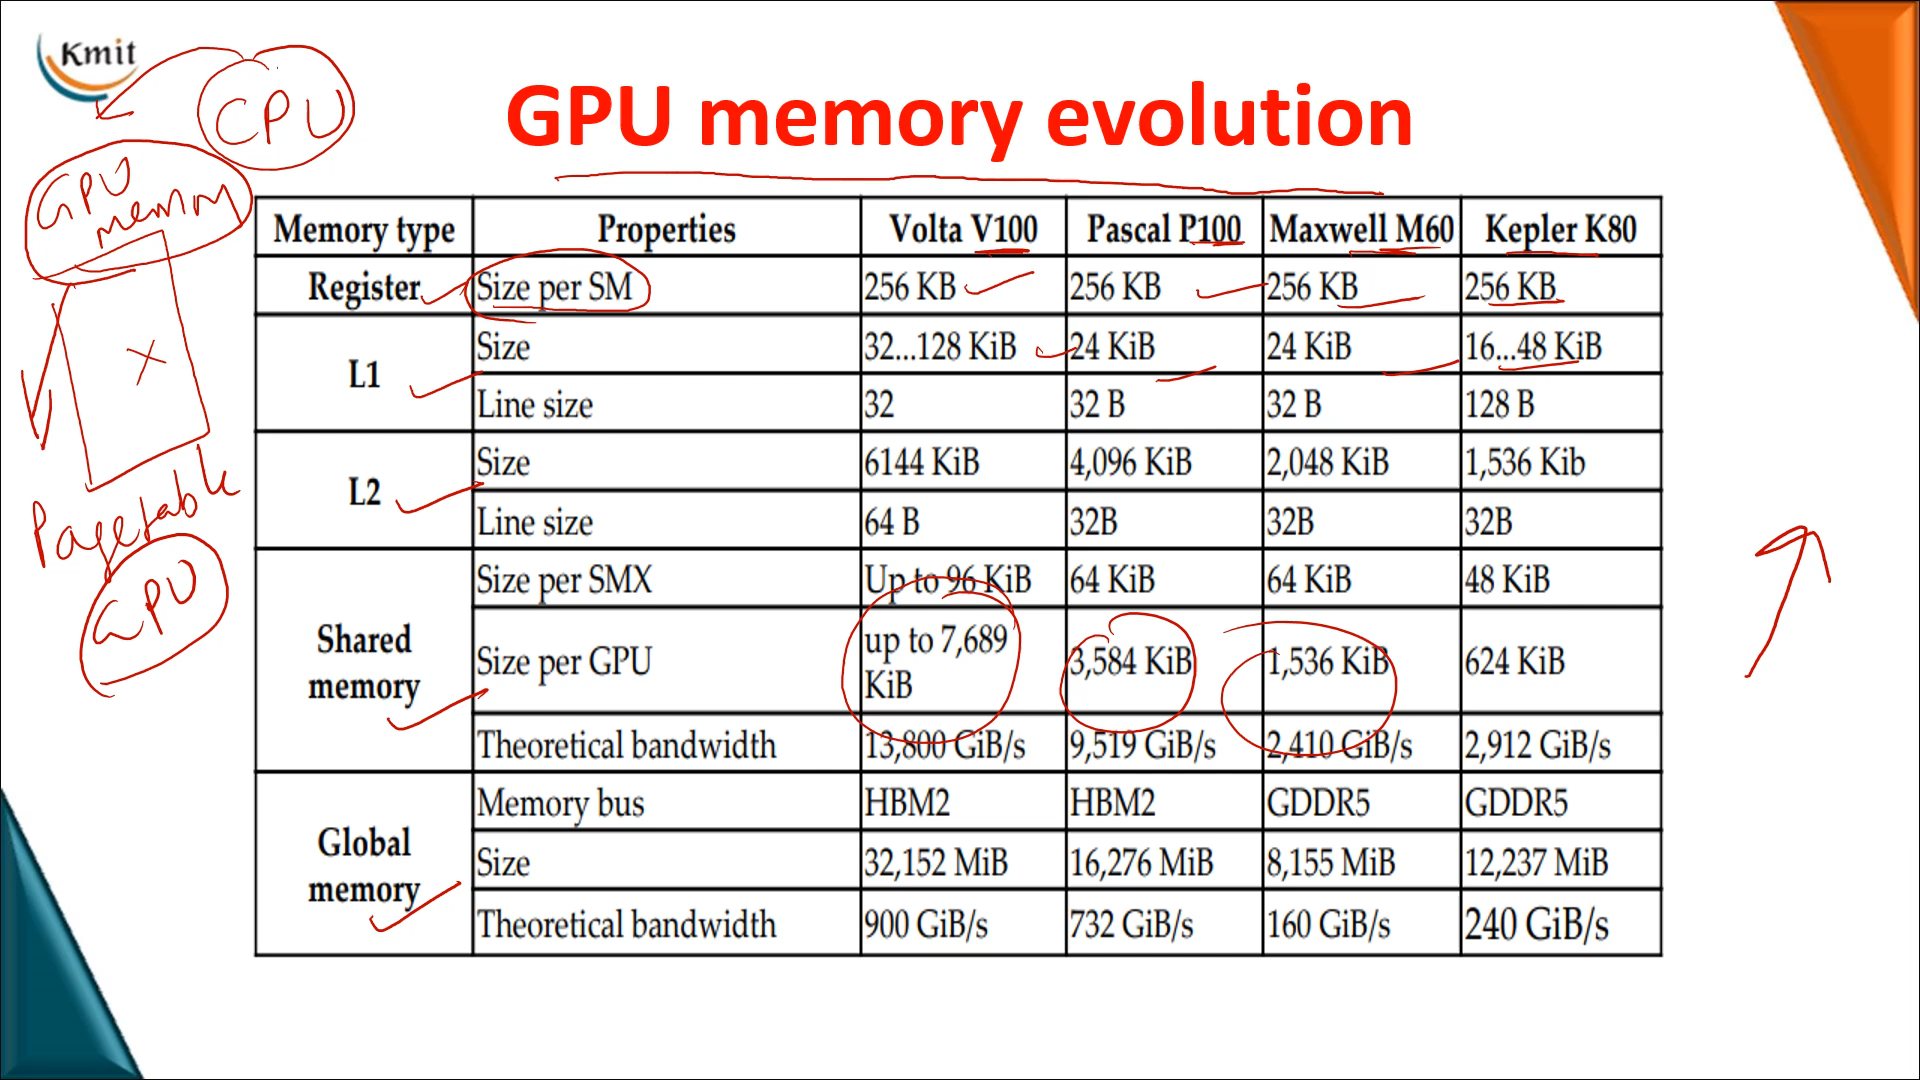 Kmit
CPU
GPU memory evolution
GPU
memory
Memory type Properties Volta V100 Pascal P100 Maxwell M60 Kepler K80
Register Size per SM 256 KB 256 KB 256 KB 256 KB
L1 Size 32...128 KiB 24 KiB 24 KiB 16...48 KiB
Line size 32 32 B 32 B 128 B
L2 Size 6144 KiB 4,096 KiB 2,048 KiB 1,536 Kib
Line size 64 B 32B 32B 32B
Shared memory Size per SMX Up to 96 KiB 64 KiB 64 KiB 48 KiB
Size per GPU up to 7,689 KiB 3,584 KiB 1,536 KiB 624 KiB
Theoretical bandwidth 13,800 GiB/s 9,519 GiB/s 2,410 GiB/s 2,912 GiB/s
Global memory Memory bus HBM2 HBM2 GDDR5 GDDR5
Size 32,152 MiB 16,276 MiB 8,155 MiB 12,237 MiB
Theoretical bandwidth 900 GiB/s 732 GiB/s 160 GiB/s 240 GiB/s
Pagetable
GPU